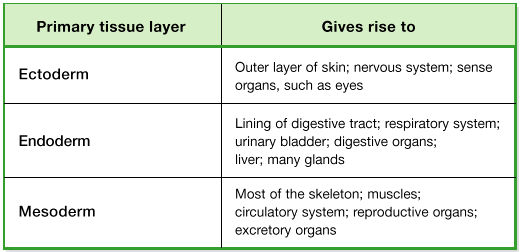 Primary tissue layer
Gives rise to
Ectoderm
Outer layer of skin; nervous system; sense
organs, such as eyes
Endoderm
Lining of digestive tract; respiratory system;
urinary bladder; digestive organs;
liver; many glands
Mesoderm
Most of the skeleton; muscles;
circulatory system; reproductive organs;
excretory organs